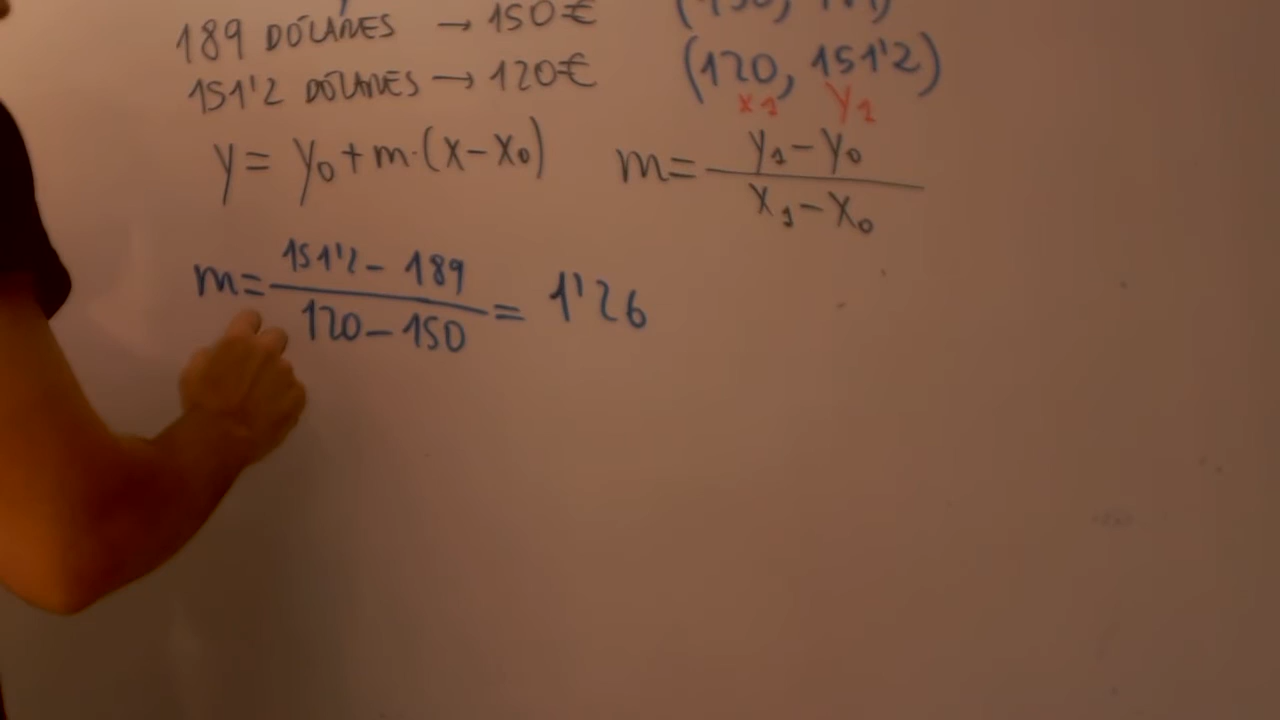 189 DÓLARES → 150€
151'2 DÓLARES → 120€
(120, 151'2)
x₁ y₁
y = y₀ + m·(x − x₀)
m = (y₁ − y₀) / (x₁ − x₀)
m = (151'2 − 189) / (120 − 150) = 1'26